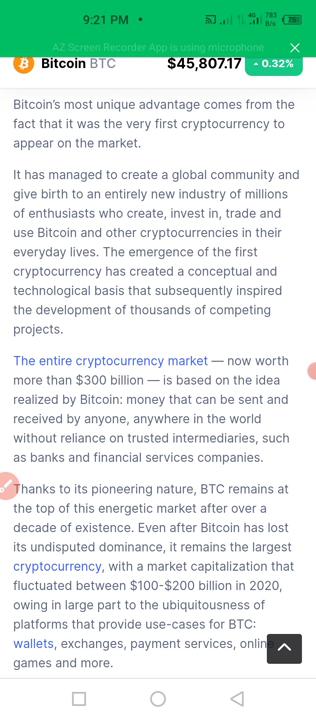 9:21 PM
4G 783 B/s
AZ Screen Recorder App is using microphone
Bitcoin BTC $45,807.17 0.32%
Bitcoin’s most unique advantage comes from the
fact that it was the very first cryptocurrency to
appear on the market.
It has managed to create a global community and
give birth to an entirely new industry of millions
of enthusiasts who create, invest in, trade and
use Bitcoin and other cryptocurrencies in their
everyday lives. The emergence of the first
cryptocurrency has created a conceptual and
technological basis that subsequently inspired
the development of thousands of competing
projects.
The entire cryptocurrency market — now worth
more than $300 billion — is based on the idea
realized by Bitcoin: money that can be sent and
received by anyone, anywhere in the world
without reliance on trusted intermediaries, such
as banks and financial services companies.
Thanks to its pioneering nature, BTC remains at
the top of this energetic market after over a
decade of existence. Even after Bitcoin has lost
its undisputed dominance, it remains the largest
cryptocurrency, with a market capitalization that
fluctuated between $100-$200 billion in 2020,
owing in large part to the ubiquitousness of
platforms that provide use-cases for BTC:
wallets, exchanges, payment services, online
games and more.